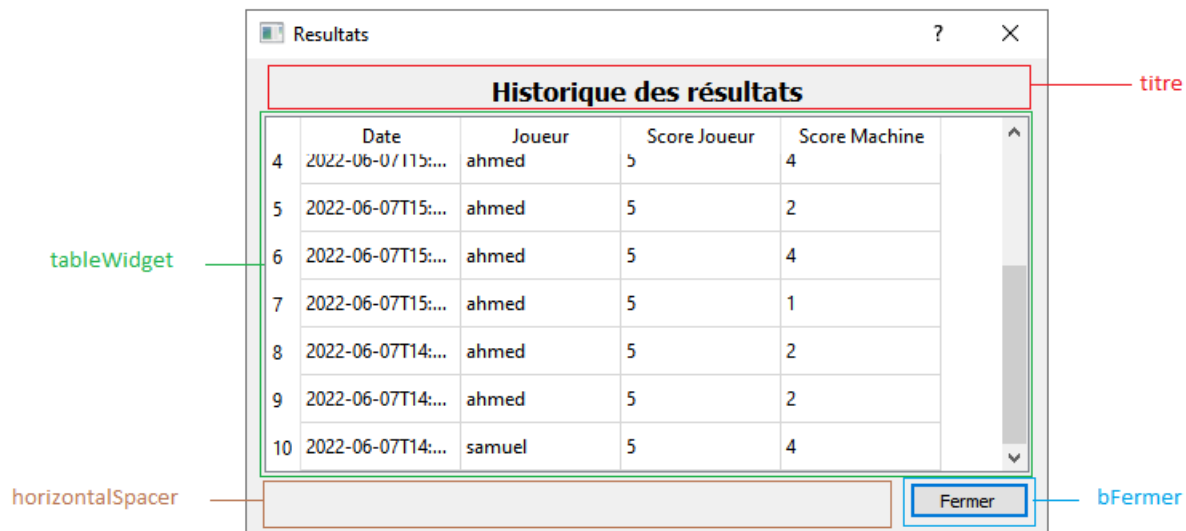 Resultats ?
titre
Historique des résultats
Date Joueur Score Joueur Score Machine
4 2022-06-07T15:... ahmed 5 4
5 2022-06-07T15:... ahmed 5 2
tableWidget
6 2022-06-07T15:... ahmed 5 4
7 2022-06-07T15:... ahmed 5 1
8 2022-06-07T14:... ahmed 5 2
9 2022-06-07T14:... ahmed 5 2
10 2022-06-07T14:... samuel 5 4
horizontalSpacer
Fermer
bFermer